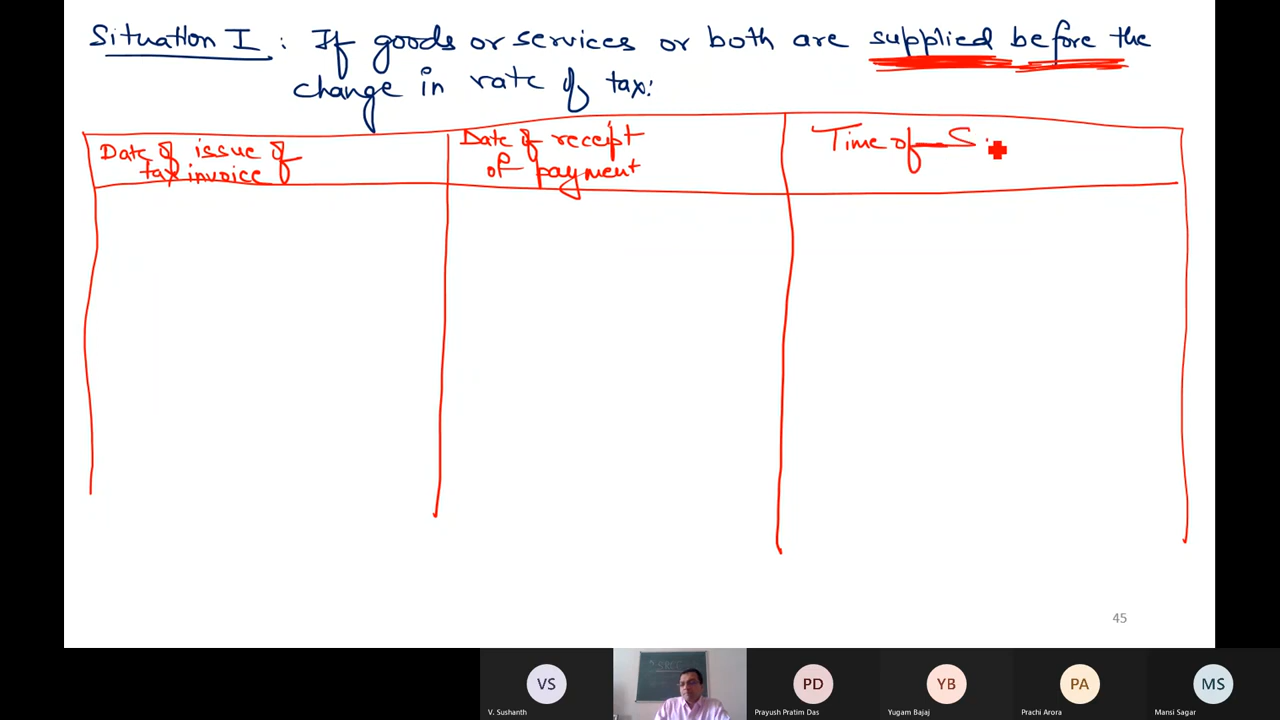 Situation I : If goods or services or both are supplied before the
change in rate of tax:
Date of issue of
tax invoice
Date of receipt
of payment
Time of S
45
VS
PD
YB
PA
MS
V. Sushanth
Prayush Pratim Das
Yugam Bajaj
Prachi Arora
Mansi Sagar